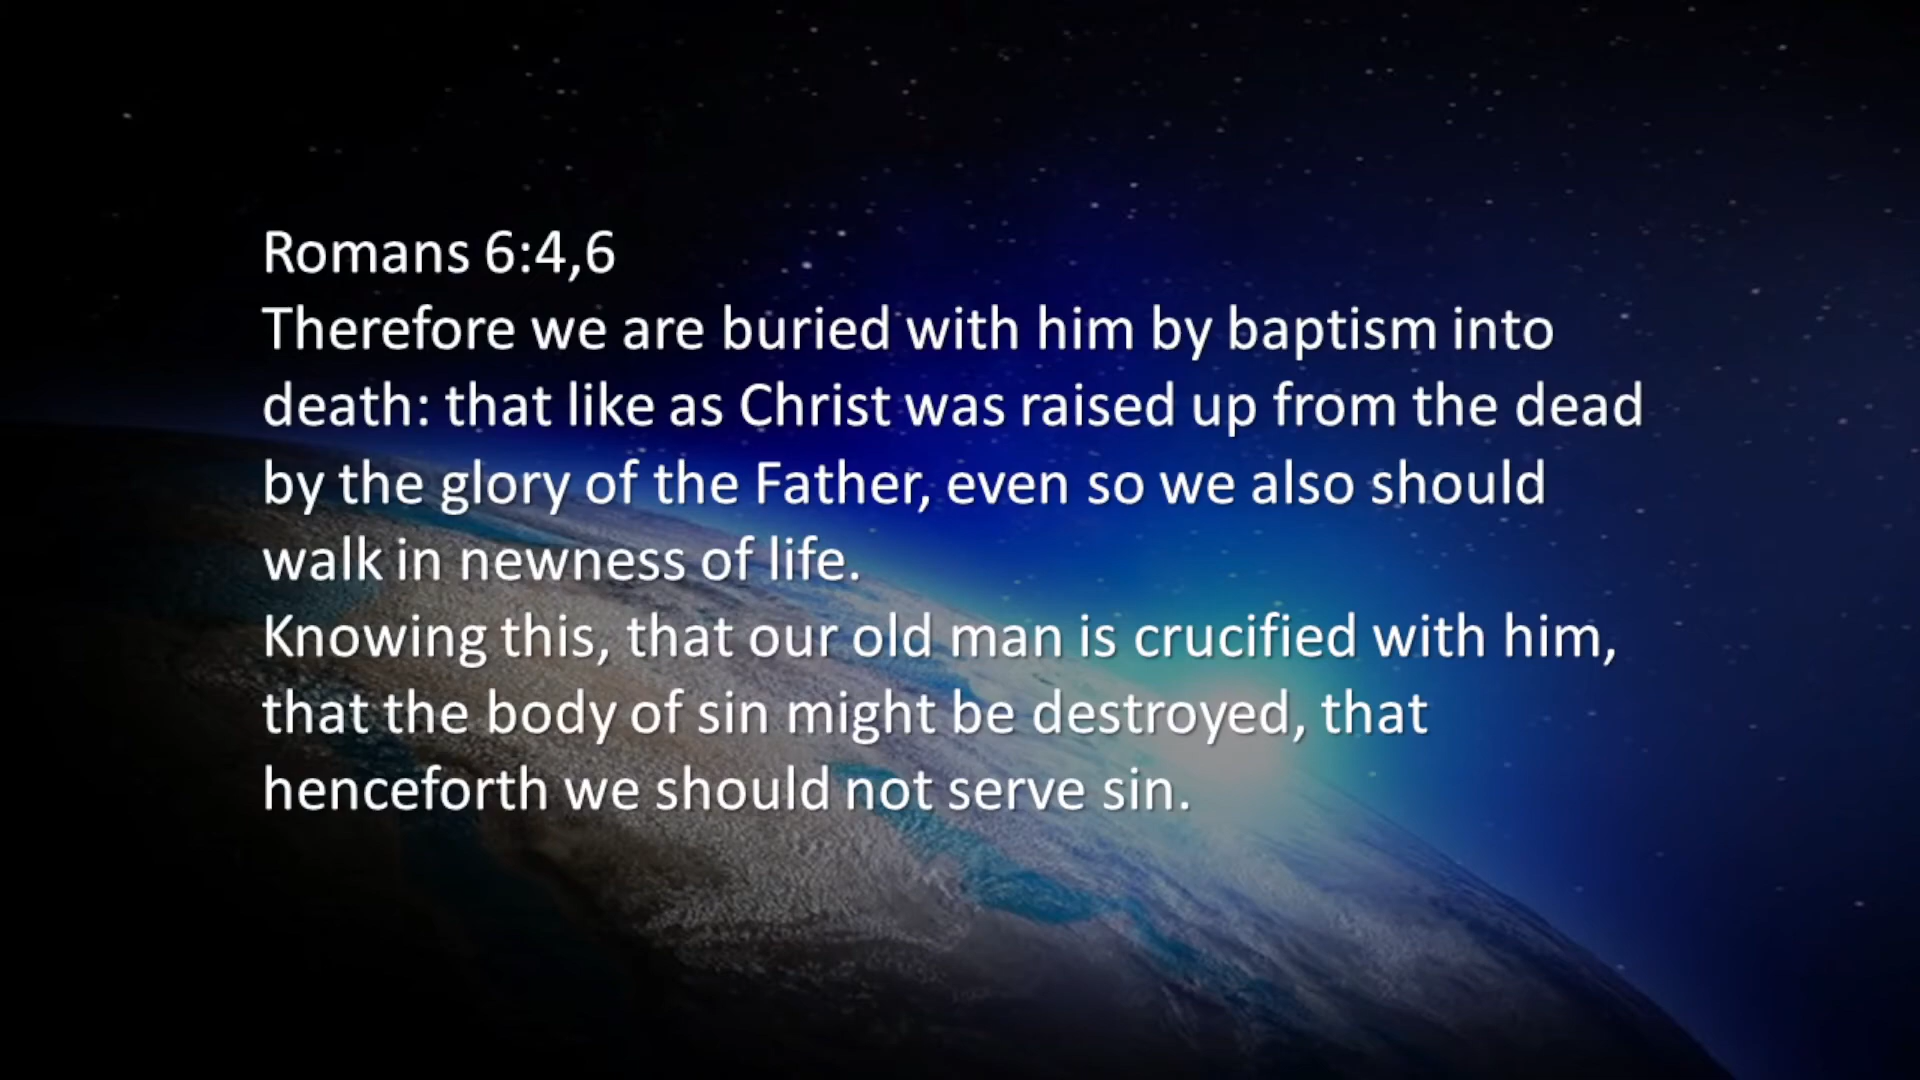 Romans 6:4,6
Therefore we are buried with him by baptism into
death: that like as Christ was raised up from the dead
by the glory of the Father, even so we also should
walk in newness of life.
Knowing this, that our old man is crucified with him,
that the body of sin might be destroyed, that
henceforth we should not serve sin.